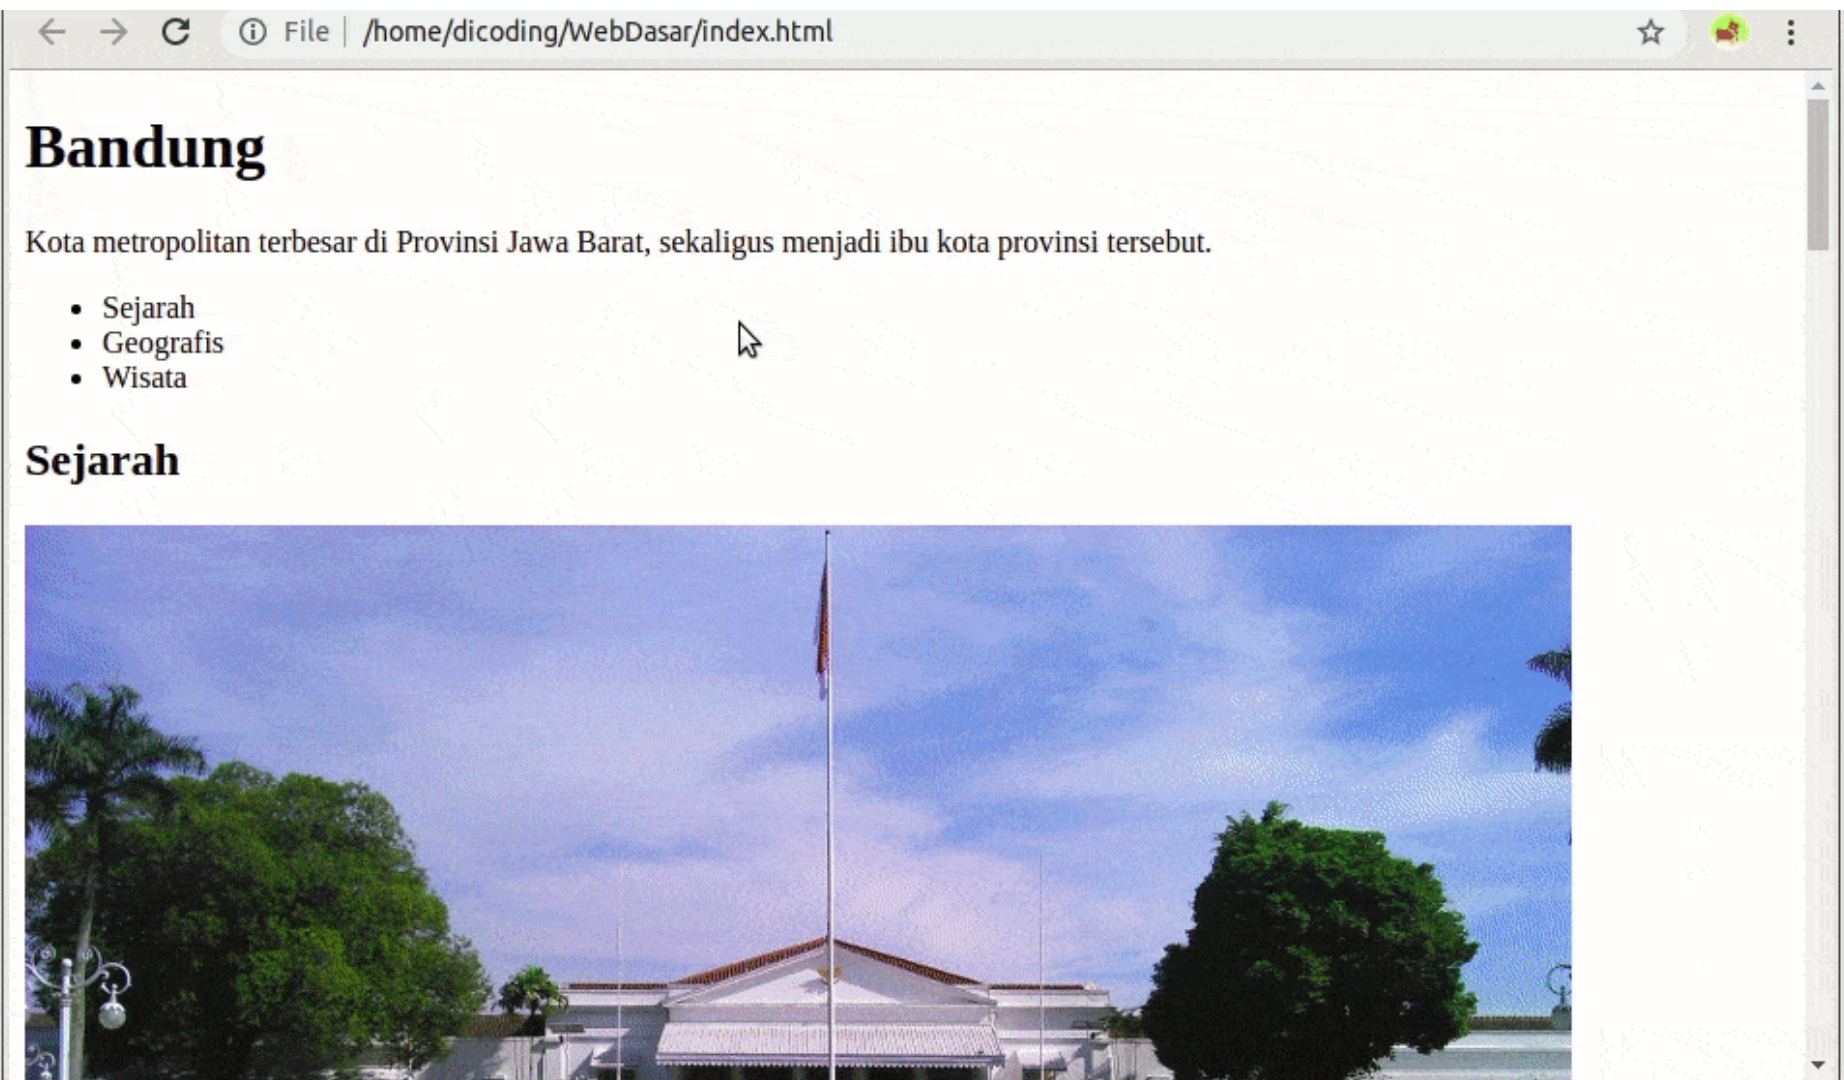 File | /home/dicoding/WebDasar/index.html
Bandung
Kota metropolitan terbesar di Provinsi Jawa Barat, sekaligus menjadi ibu kota provinsi tersebut.
• Sejarah
• Geografis
• Wisata
Sejarah